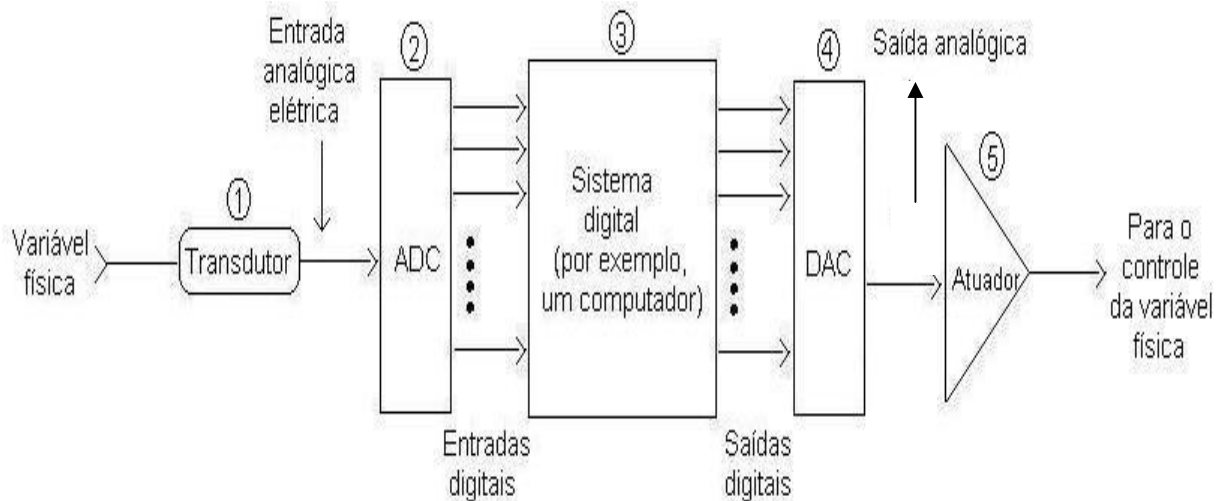 Variável
física
①
Transdutor
Entrada
analógica
elétrica
②
ADC
Entradas
digitais
③
Sistema
digital
(por exemplo,
um computador)
Saídas
digitais
④
DAC
Saída analógica
⑤
Atuador
Para o
controle
da variável
física